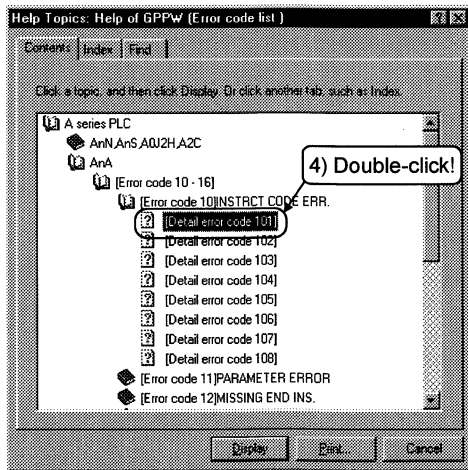 Help Topics: Help of GPPW (Error code list )
Contents Index Find
Click a topic, and then click Display. Or click another tab, such as Index.
A series PLC
AnN,AnS,A0J2H,A2C
AnA
4) Double-click!
[Error code 10 - 16]
[Error code 10]INSTRCT CODE ERR.
[Detail error code 101]
[Detail error code 102]
[Detail error code 103]
[Detail error code 104]
[Detail error code 105]
[Detail error code 106]
[Detail error code 107]
[Detail error code 108]
[Error code 11]PARAMETER ERROR
[Error code 12]MISSING END INS.
Display Print... Cancel